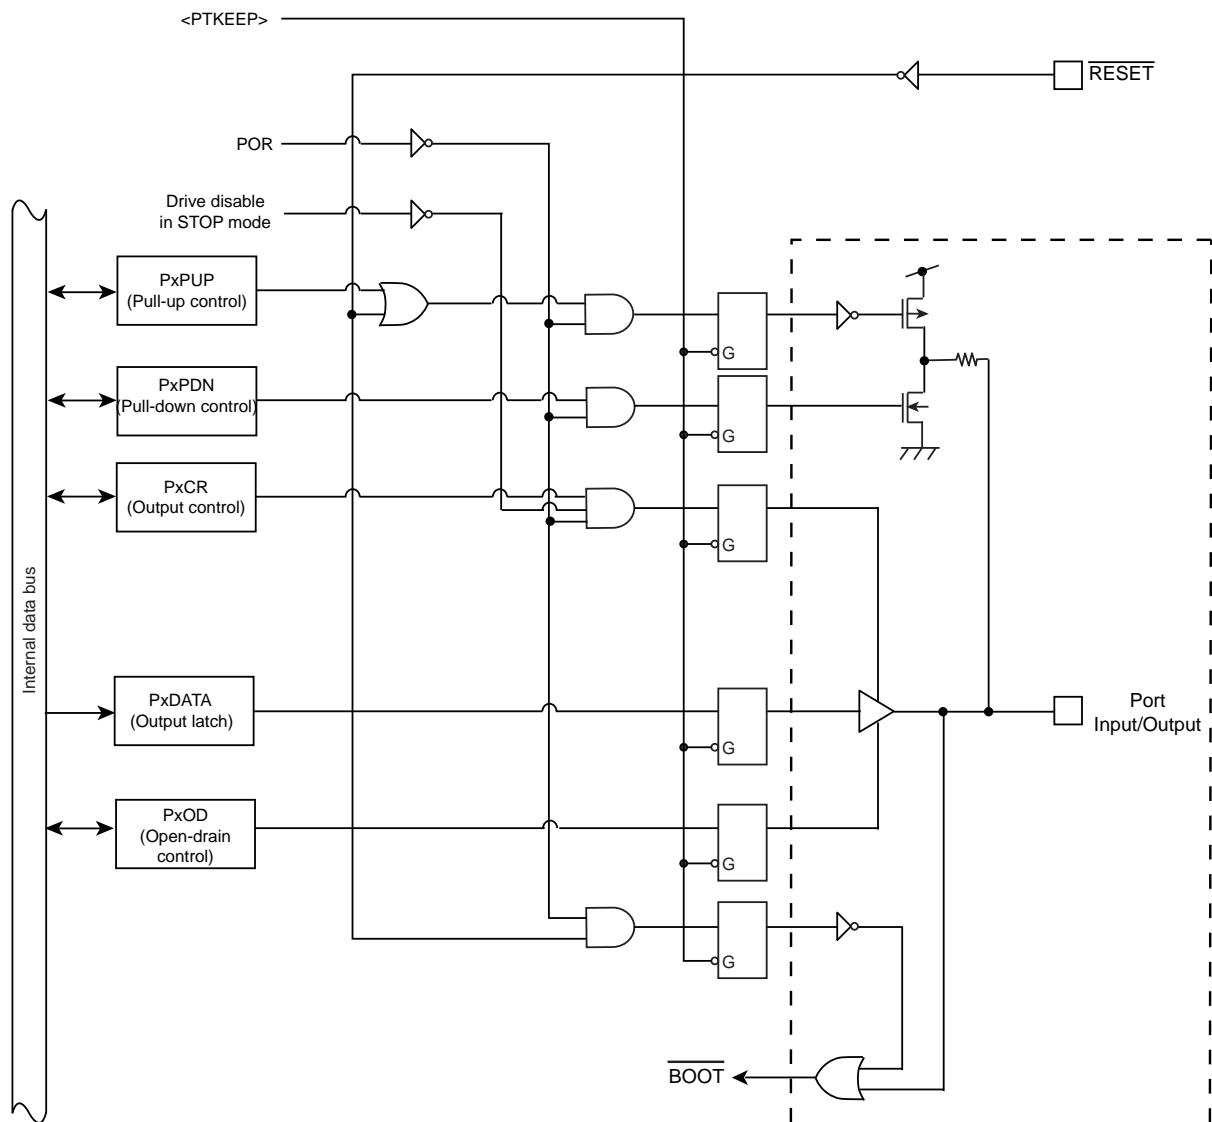 <PTKEEP>
RESET
POR
Drive disable
in STOP mode
PxPUP
(Pull-up control)
G
PxPDN
(Pull-down control)
G
PxCR
(Output control)
G
Internal data bus
PxDATA
(Output latch)
G
Port
Input/Output
PxOD
(Open-drain
control)
G
G
BOOT